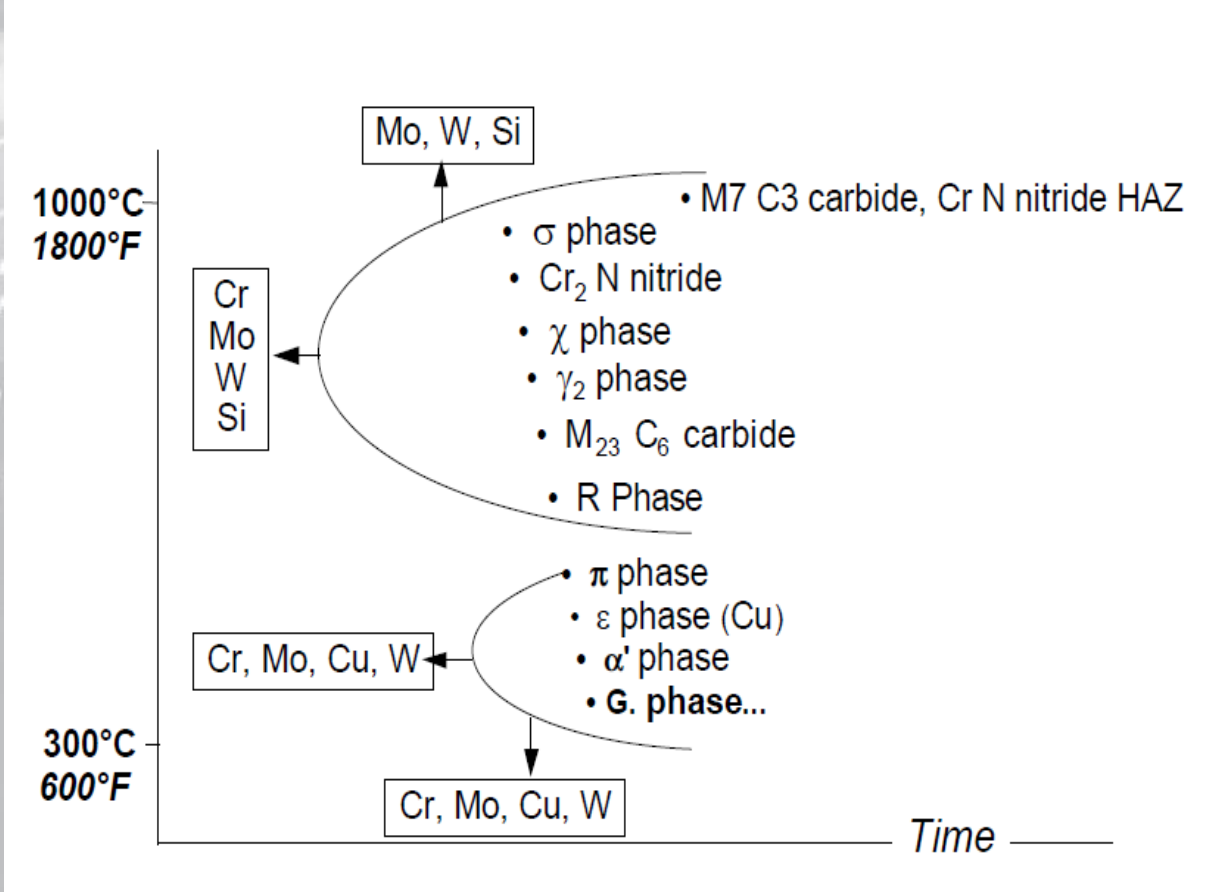 Mo, W, Si
1000°C
1800°F
• M7 C3 carbide, Cr N nitride HAZ
• σ phase
• Cr₂ N nitride
• χ phase
• γ₂ phase
• M₂₃ C₆ carbide
• R Phase
Cr
Mo
W
Si
• π phase
• ε phase (Cu)
• α' phase
• G. phase...
Cr, Mo, Cu, W
300°C
600°F
Cr, Mo, Cu, W
Time